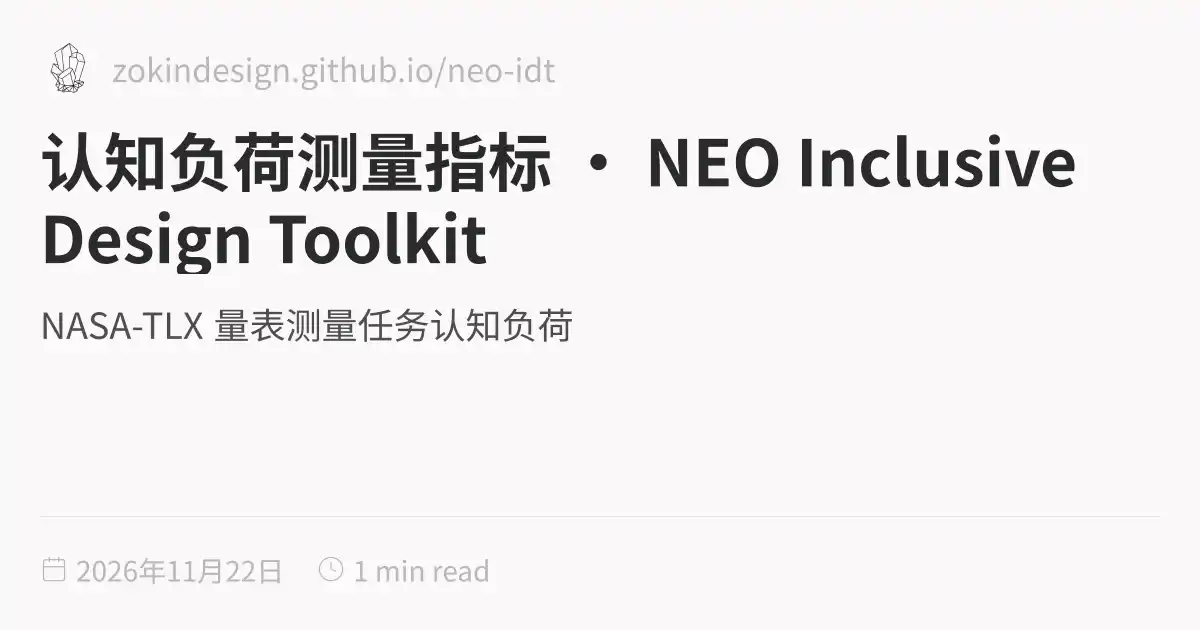 zokindesign.github.io/neo-idt
认知负荷测量指标 · NEO Inclusive
Design Toolkit
NASA-TLX 量表测量任务认知负荷
2026年11月22日 1 min read